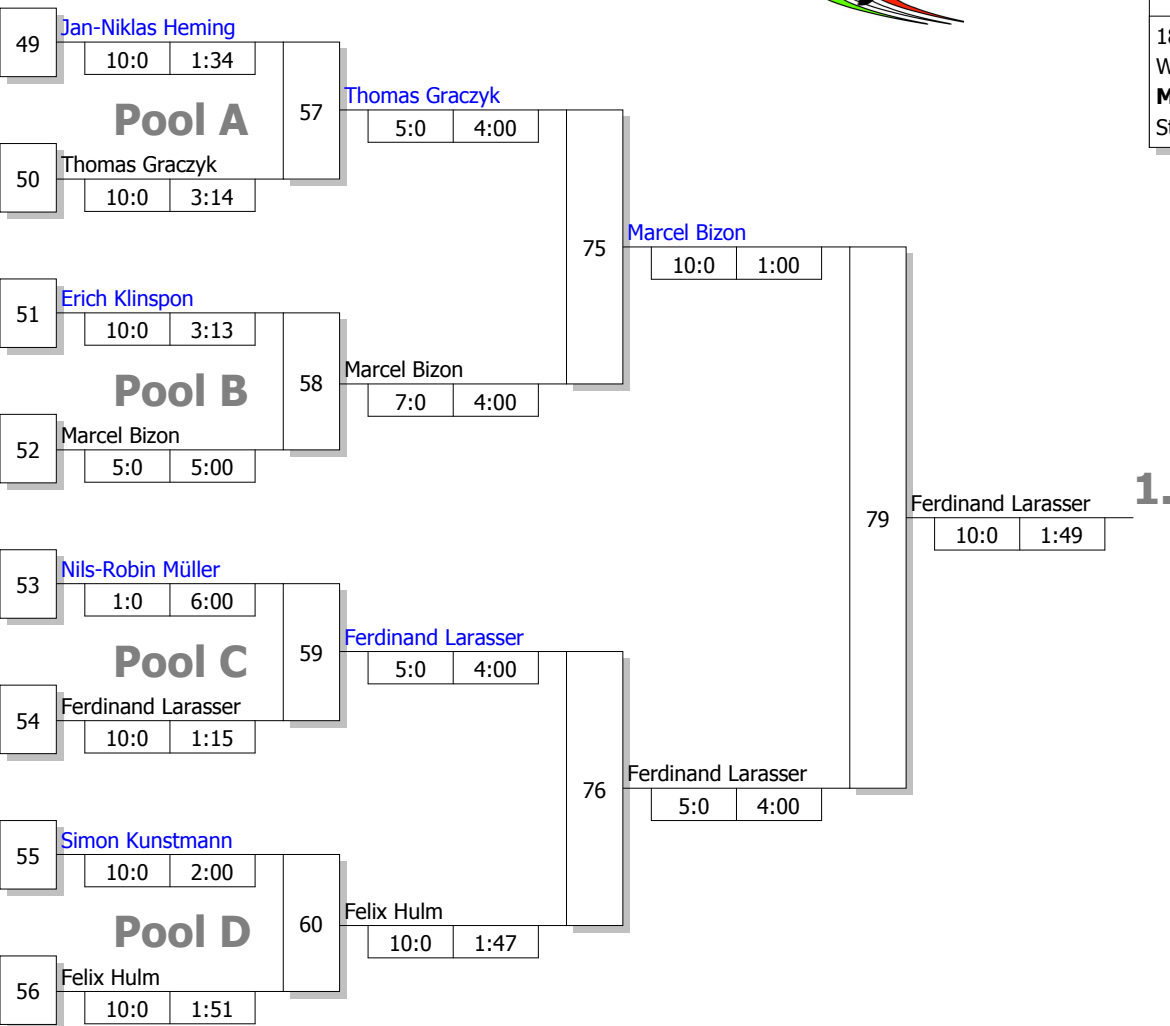 49
Jan-Niklas Heming
10:0 1:34
Pool A
57
Thomas Graczyk
5:0 4:00
50
Thomas Graczyk
10:0 3:14
75
Marcel Bizon
10:0 1:00
51
Erich Klinspon
10:0 3:13
Pool B
58
Marcel Bizon
7:0 4:00
52
Marcel Bizon
5:0 5:00
79
Ferdinand Larasser
10:0 1:49
1.
53
Nils-Robin Müller
1:0 6:00
Pool C
59
Ferdinand Larasser
5:0 4:00
54
Ferdinand Larasser
10:0 1:15
76
Ferdinand Larasser
5:0 4:00
55
Simon Kunstmann
10:0 2:00
Pool D
60
Felix Hulm
10:0 1:47
56
Felix Hulm
10:0 1:51